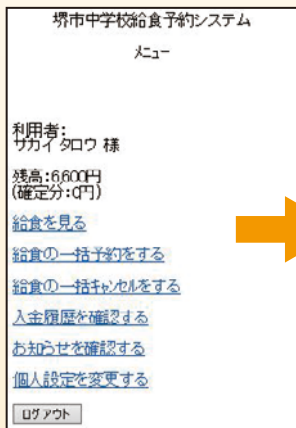 堺市中学校給食予約システム
メニュー
利用者:
サカイ タロウ 様
残高:6,600円
(確定分:0円)
給食を見る
給食の一括予約をする
給食の一括キャンセルをする
入金履歴を確認する
お知らせを確認する
個人設定を変更する
ログアウト